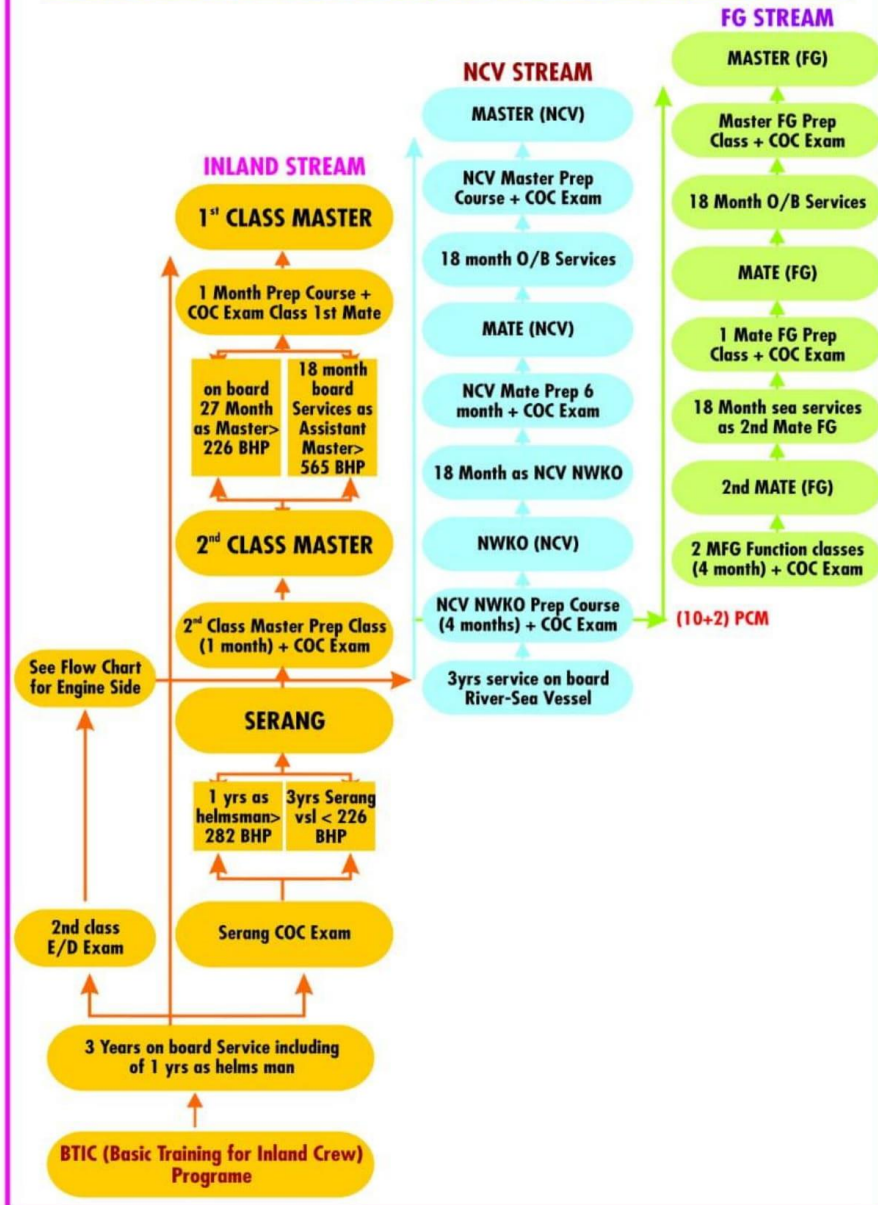 FG STREAM
MASTER (FG)
Master FG Prep
Class + COC Exam
18 Month O/B Services
MATE (FG)
1 Mate FG Prep
Class + COC Exam
18 Month sea services
as 2nd Mate FG
2nd MATE (FG)
2 MFG Function classes
(4 month) + COC Exam
(10+2) PCM
NCV STREAM
MASTER (NCV)
NCV Master Prep
Course + COC Exam
18 month O/B Services
MATE (NCV)
NCV Mate Prep 6
month + COC Exam
18 Month as NCV NWKO
NWKO (NCV)
NCV NWKO Prep Course
(4 months) + COC Exam
3yrs service on board
River-Sea Vessel
INLAND STREAM
1st CLASS MASTER
1 Month Prep Course +
COC Exam Class 1st Mate
on board
27 Month
as Master>
226 BHP
18 month
board
Services as
Assistant
Master>
565 BHP
2nd CLASS MASTER
2nd Class Master Prep Class
(1 month) + COC Exam
See Flow Chart
for Engine Side
SERANG
1 yrs as
helmsman>
282 BHP
3yrs Serang
vsl < 226
BHP
2nd class
E/D Exam
Serang COC Exam
3 Years on board Service including
of 1 yrs as helms man
BTIC (Basic Training for Inland Crew)
Programe